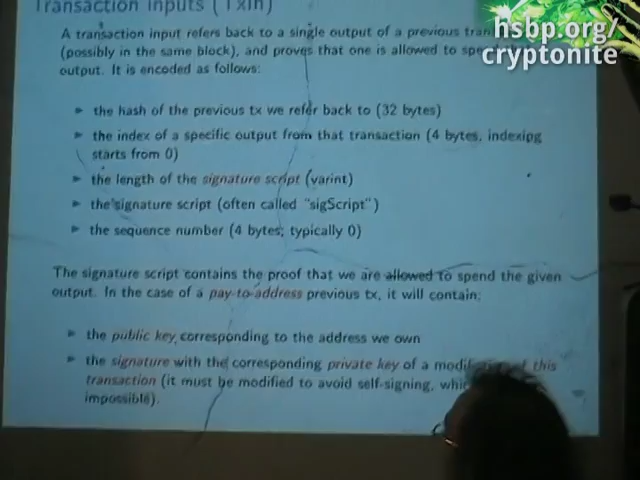 Transaction Inputs (TxIn)
hsbp.org/
cryptonite
A transaction input refers back to a single output of a previous
(possibly in the same block), and proves that one is allowed to
output. It is encoded as follows:
the hash of the previous tx we refer back to (32 bytes)
the index of a specific output from that transaction (4 bytes, indexing
starts from 0)
the length of the signature script (varint)
the signature script (often called "sigScript")
the sequence number (4 bytes, typically 0)
The signature script contains the proof that we are allowed to spend the given
output. In the case of a pay-to-address previous tx, it will contain:
the public key corresponding to the address we own
the signature with the corresponding private key of a of this
transaction (it must be modified to avoid self-signing,
impossible).